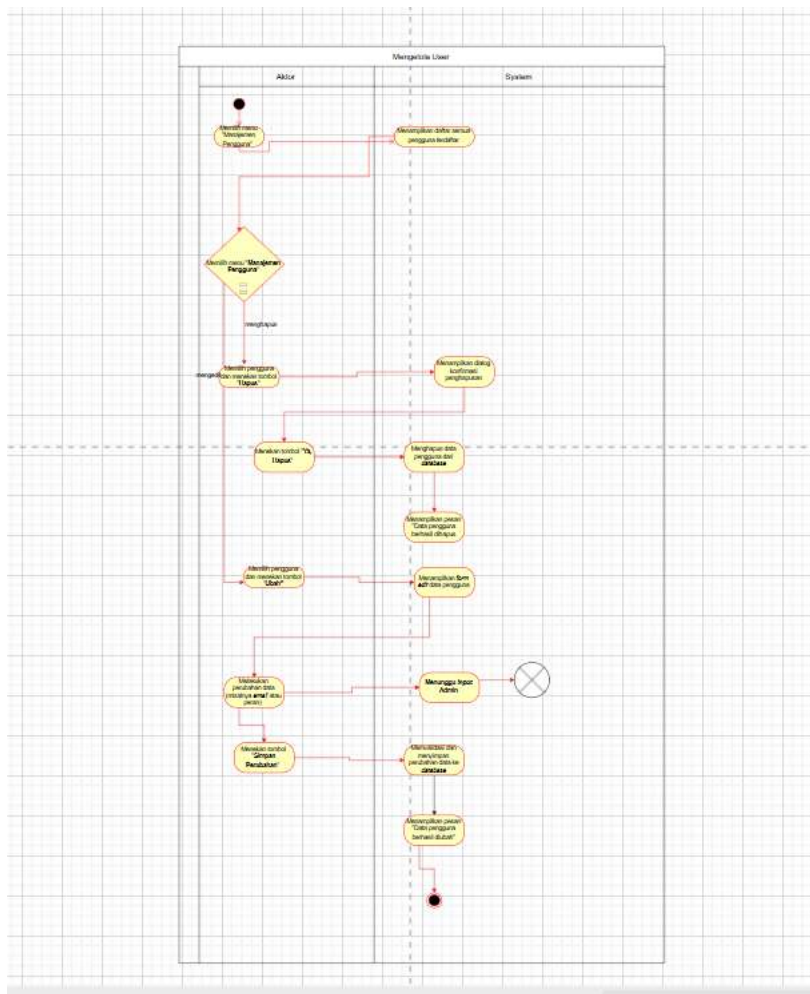 Mengelola User
Aktor
System
Memilih menu
"Manajemen
Pengguna"
Menampilkan daftar semua
pengguna terdaftar
Memilih menu "Manajemen
Pengguna"
menghapus
Memilih pengguna
dan menekan tombol
"Hapus"
Menampilkan dialog
konfirmasi
penghapusan
Menekan tombol "Ya,
Hapus"
Menghapus data
pengguna dari
database
Menampilkan pesan
"Data pengguna
berhasil dihapus
Memilih pengguna
dan menekan tombol
"Ubah"
Menampilkan form
edit data pengguna
perubahan data
(misalnya email atau
peran)
Menunggu Input
Admin
Menekan tombol
"Simpan
Perubahan"
Memvalidasi dan
menyimpan
perubahan data ke
database
Menampilkan pesan
"Data pengguna
berhasil diubah"